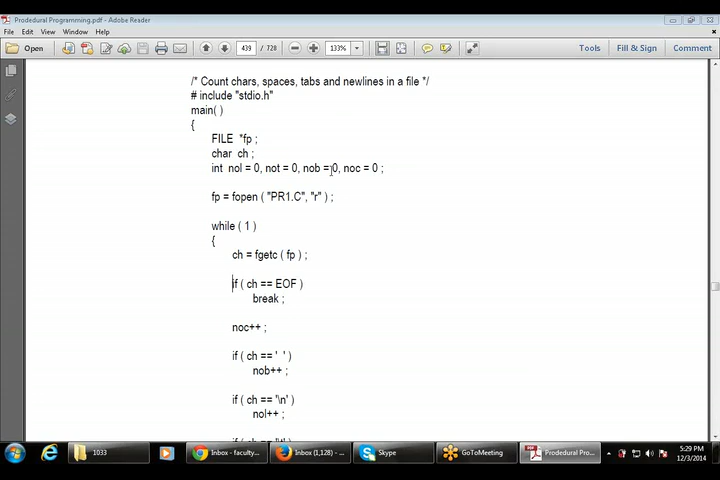 Prodedural Programming.pdf - Adobe Reader
File Edit View Window Help
Open 439 / 728 133% Tools Fill & Sign Comment
/* Count chars, spaces, tabs and newlines in a file */
# include "stdio.h"
main( )
{
FILE *fp ;
char ch ;
int nol = 0, not = 0, nob = 0, noc = 0 ;
fp = fopen ( "PR1.C", "r" ) ;
while ( 1 )
{
ch = fgetc ( fp ) ;
if ( ch == EOF )
break ;
noc++ ;
if ( ch == ' ' )
nob++ ;
if ( ch == '\n' )
nol++ ;
if ( ch == '\t' )
1033 Inbox - faculty... Inbox (1,128) - ... Skype GoToMeeting Prodedural Progra...
5:29 PM
12/3/2014